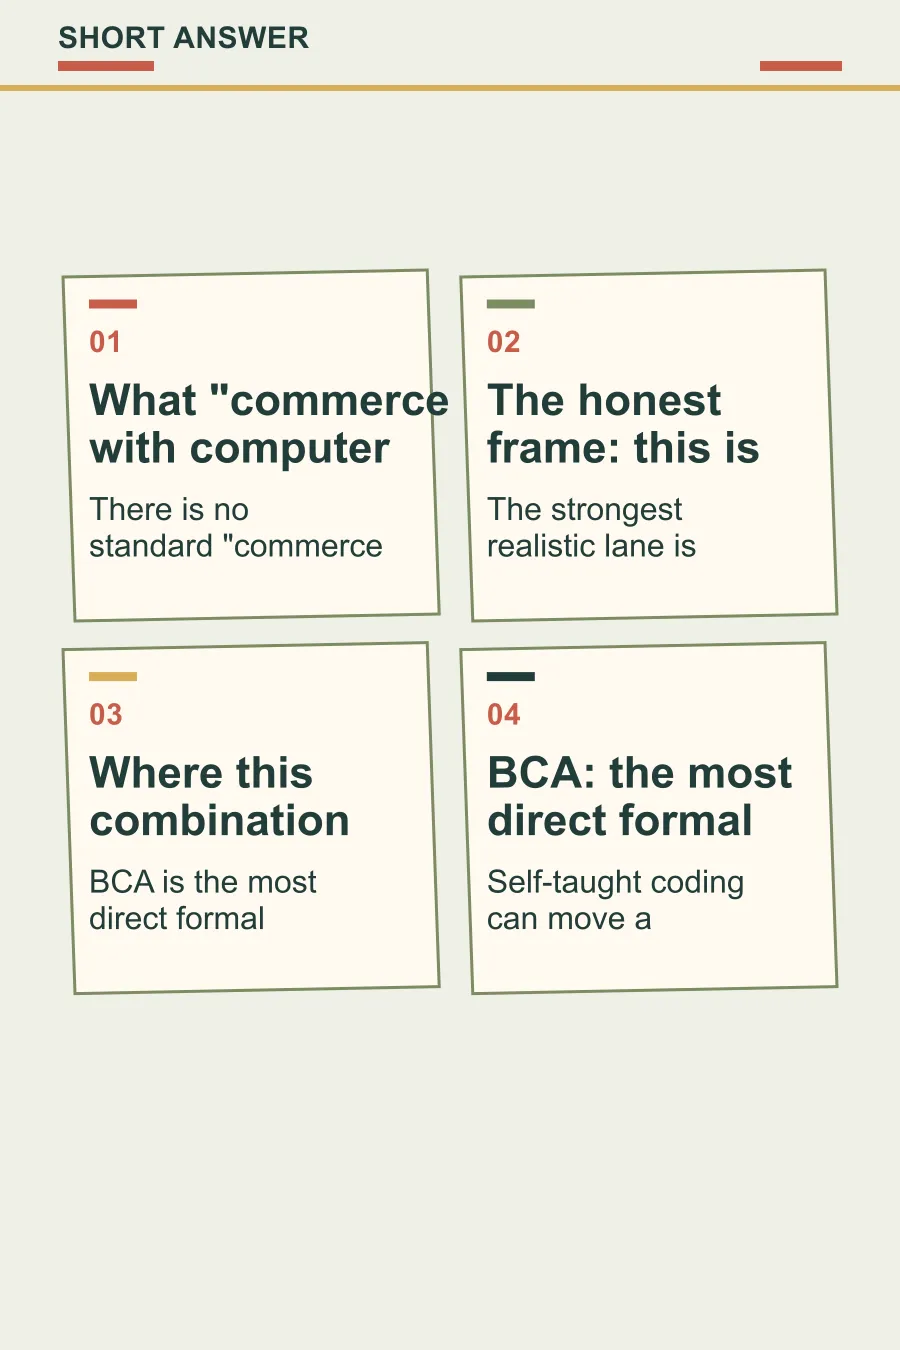 SHORT ANSWER
01
What "commerce
with computer
There is no
standard "commerce
02
The honest
frame: this is
The strongest
realistic lane is
03
Where this
combination
BCA is the most
direct formal
04
BCA: the most
direct formal
Self-taught coding
can move a